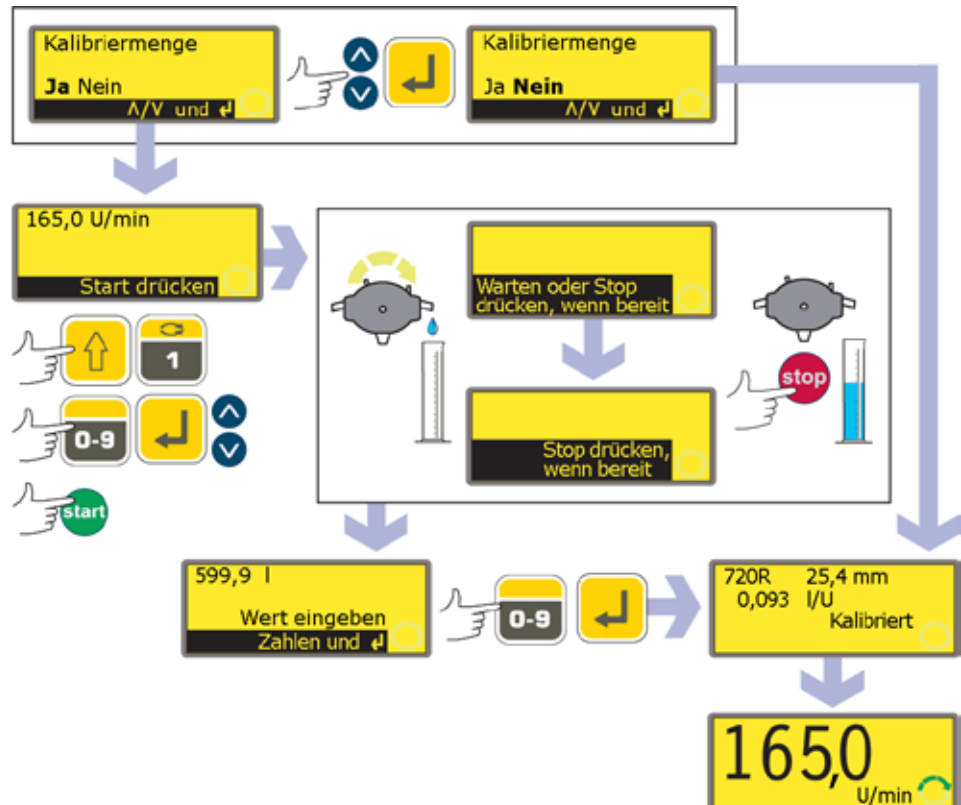 Kalibriermenge
Ja Nein
∧/∨ und ↲
Kalibriermenge
Ja Nein
∧/∨ und ↲
165,0 U/min
Start drücken
1
0-9
start
Warten oder Stop
drücken, wenn bereit
Stop drücken,
wenn bereit
stop
599,9 l
Wert eingeben
Zahlen und ↲
0-9
720R 25,4 mm
0,093 l/U
Kalibriert
165,0
U/min